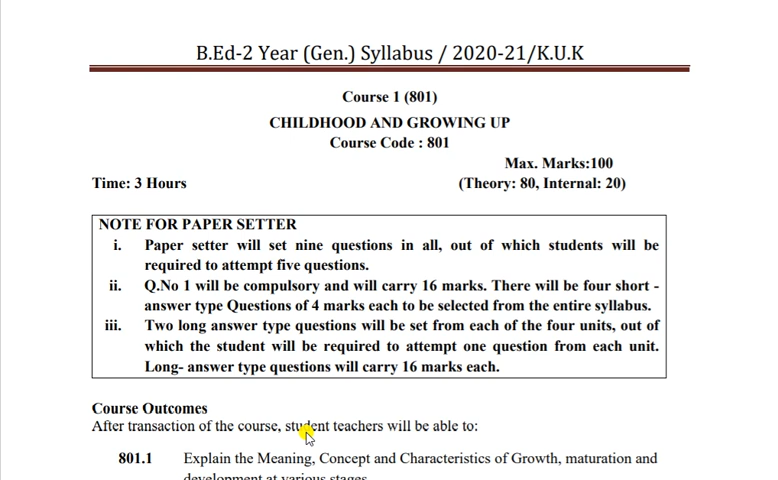 B.Ed-2 Year (Gen.) Syllabus / 2020-21/K.U.K
Course 1 (801)
CHILDHOOD AND GROWING UP
Course Code : 801
Max. Marks:100
Time: 3 Hours (Theory: 80, Internal: 20)
NOTE FOR PAPER SETTER
i. Paper setter will set nine questions in all, out of which students will be
required to attempt five questions.
ii. Q.No 1 will be compulsory and will carry 16 marks. There will be four short -
answer type Questions of 4 marks each to be selected from the entire syllabus.
iii. Two long answer type questions will be set from each of the four units, out of
which the student will be required to attempt one question from each unit.
Long- answer type questions will carry 16 marks each.
Course Outcomes
After transaction of the course, student teachers will be able to:
801.1 Explain the Meaning, Concept and Characteristics of Growth, maturation and
development at various stages